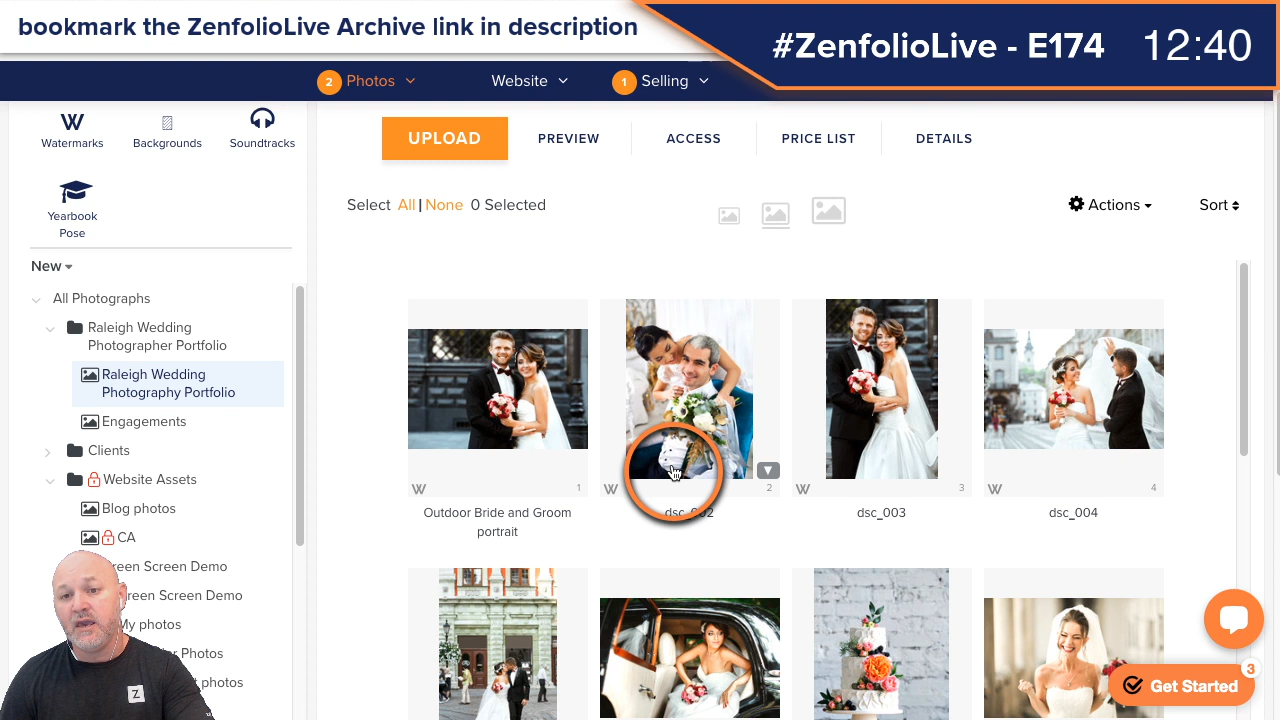 bookmark the ZenfolioLive Archive link in description
#ZenfolioLive - E174
12:40
2 Photos
Website
1 Selling
Watermarks
Backgrounds
Soundtracks
Yearbook
Pose
New
UPLOAD
PREVIEW
ACCESS
PRICE LIST
DETAILS
Select All | None 0 Selected
Actions
Sort
All Photographs
Raleigh Wedding
Photographer Portfolio
Raleigh Wedding
Photography Portfolio
Engagements
Clients
Website Assets
Blog photos
CA
Screen Demo
Screen Demo
My photos
Photos
photos
Z
W
1
W
2
W
3
W
4
Outdoor Bride and Groom
portrait
dsc_002
dsc_003
dsc_004
3
Get Started